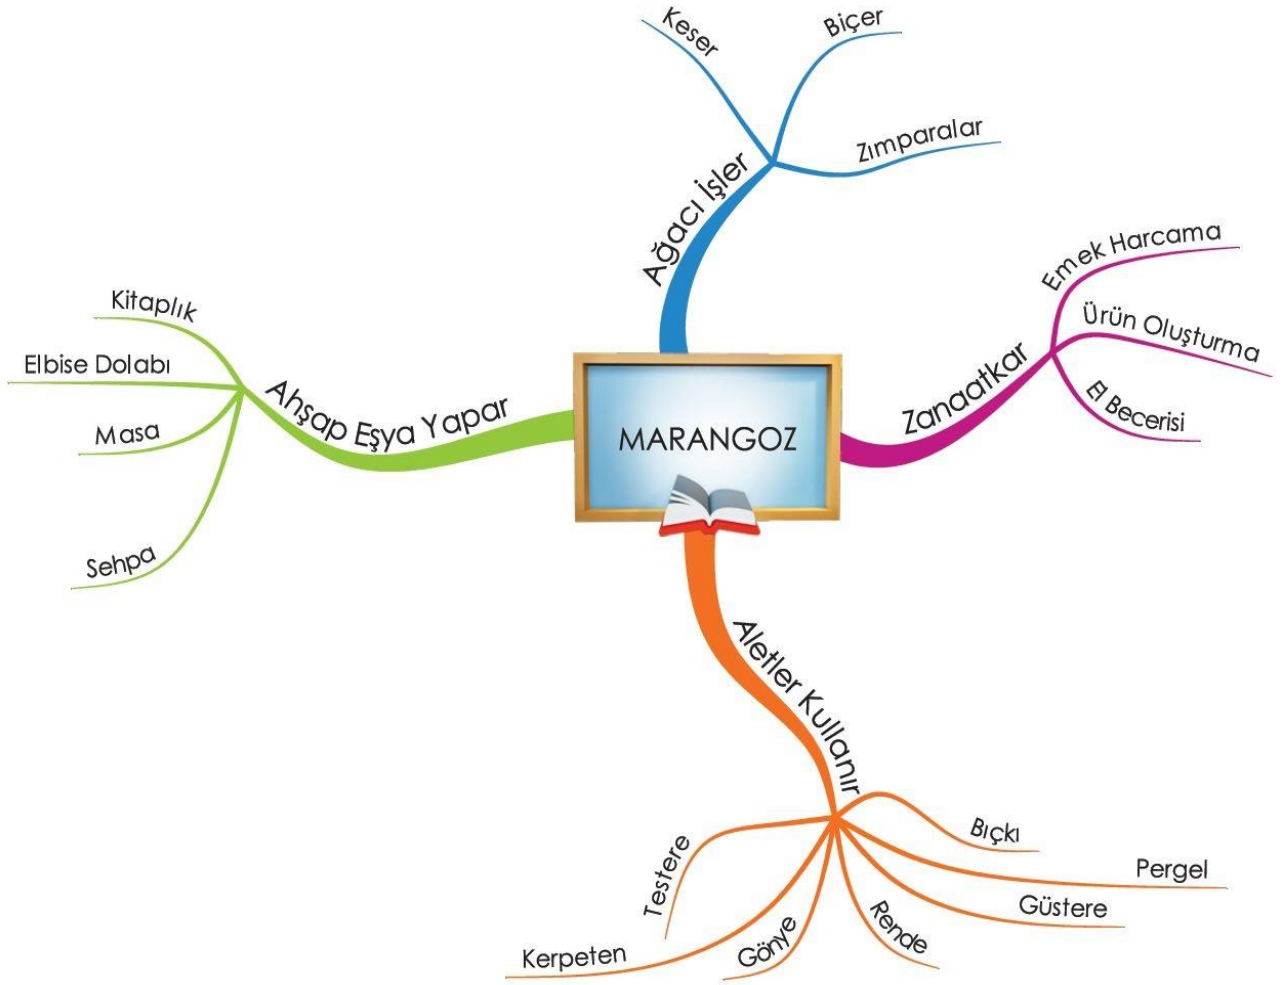 MARANGOZ
Ağacı İşler
Keser
Biçer
Zımparalar
Zanaatkar
Emek Harcama
Ürün Oluşturma
El Becerisi
Aletler Kullanır
Bıçkı
Pergel
Güstere
Rende
Gönye
Kerpeten
Testere
Ahşap Eşya Yapar
Kitaplık
Elbise Dolabı
Masa
Sehpa